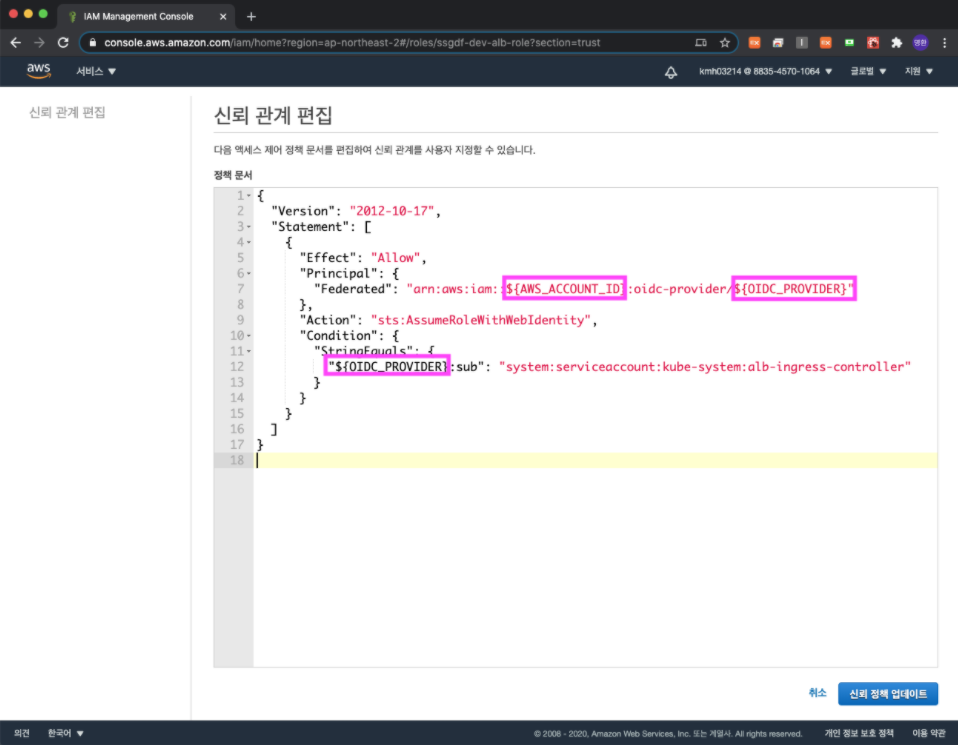 IAM Management Console
console.aws.amazon.com/iam/home?region=ap-northeast-2#/roles/ssgdf-dev-alb-role?section=trust
aws 서비스 kmh03214 @ 8835-4570-1064 글로벌 지원
신뢰 관계 편집
신뢰 관계 편집
다음 액세스 제어 정책 문서를 편집하여 신뢰 관계를 사용자 지정할 수 있습니다.
정책 문서
1 {
2 "Version": "2012-10-17",
3 "Statement": [
4 {
5 "Effect": "Allow",
6 "Principal": {
7 "Federated": "arn:aws:iam::${AWS_ACCOUNT_ID}:oidc-provider/${OIDC_PROVIDER}"
8 },
9 "Action": "sts:AssumeRoleWithWebIdentity",
10 "Condition": {
11 "StringEquals": {
12 "${OIDC_PROVIDER}:sub": "system:serviceaccount:kube-system:alb-ingress-controller"
13 }
14 }
15 }
16 ]
17 }
18
취소 신뢰 정책 업데이트
의견 한국어 © 2008 - 2020, Amazon Web Services, Inc. 또는 계열사. All rights reserved. 개인 정보 보호 정책 이용 약관